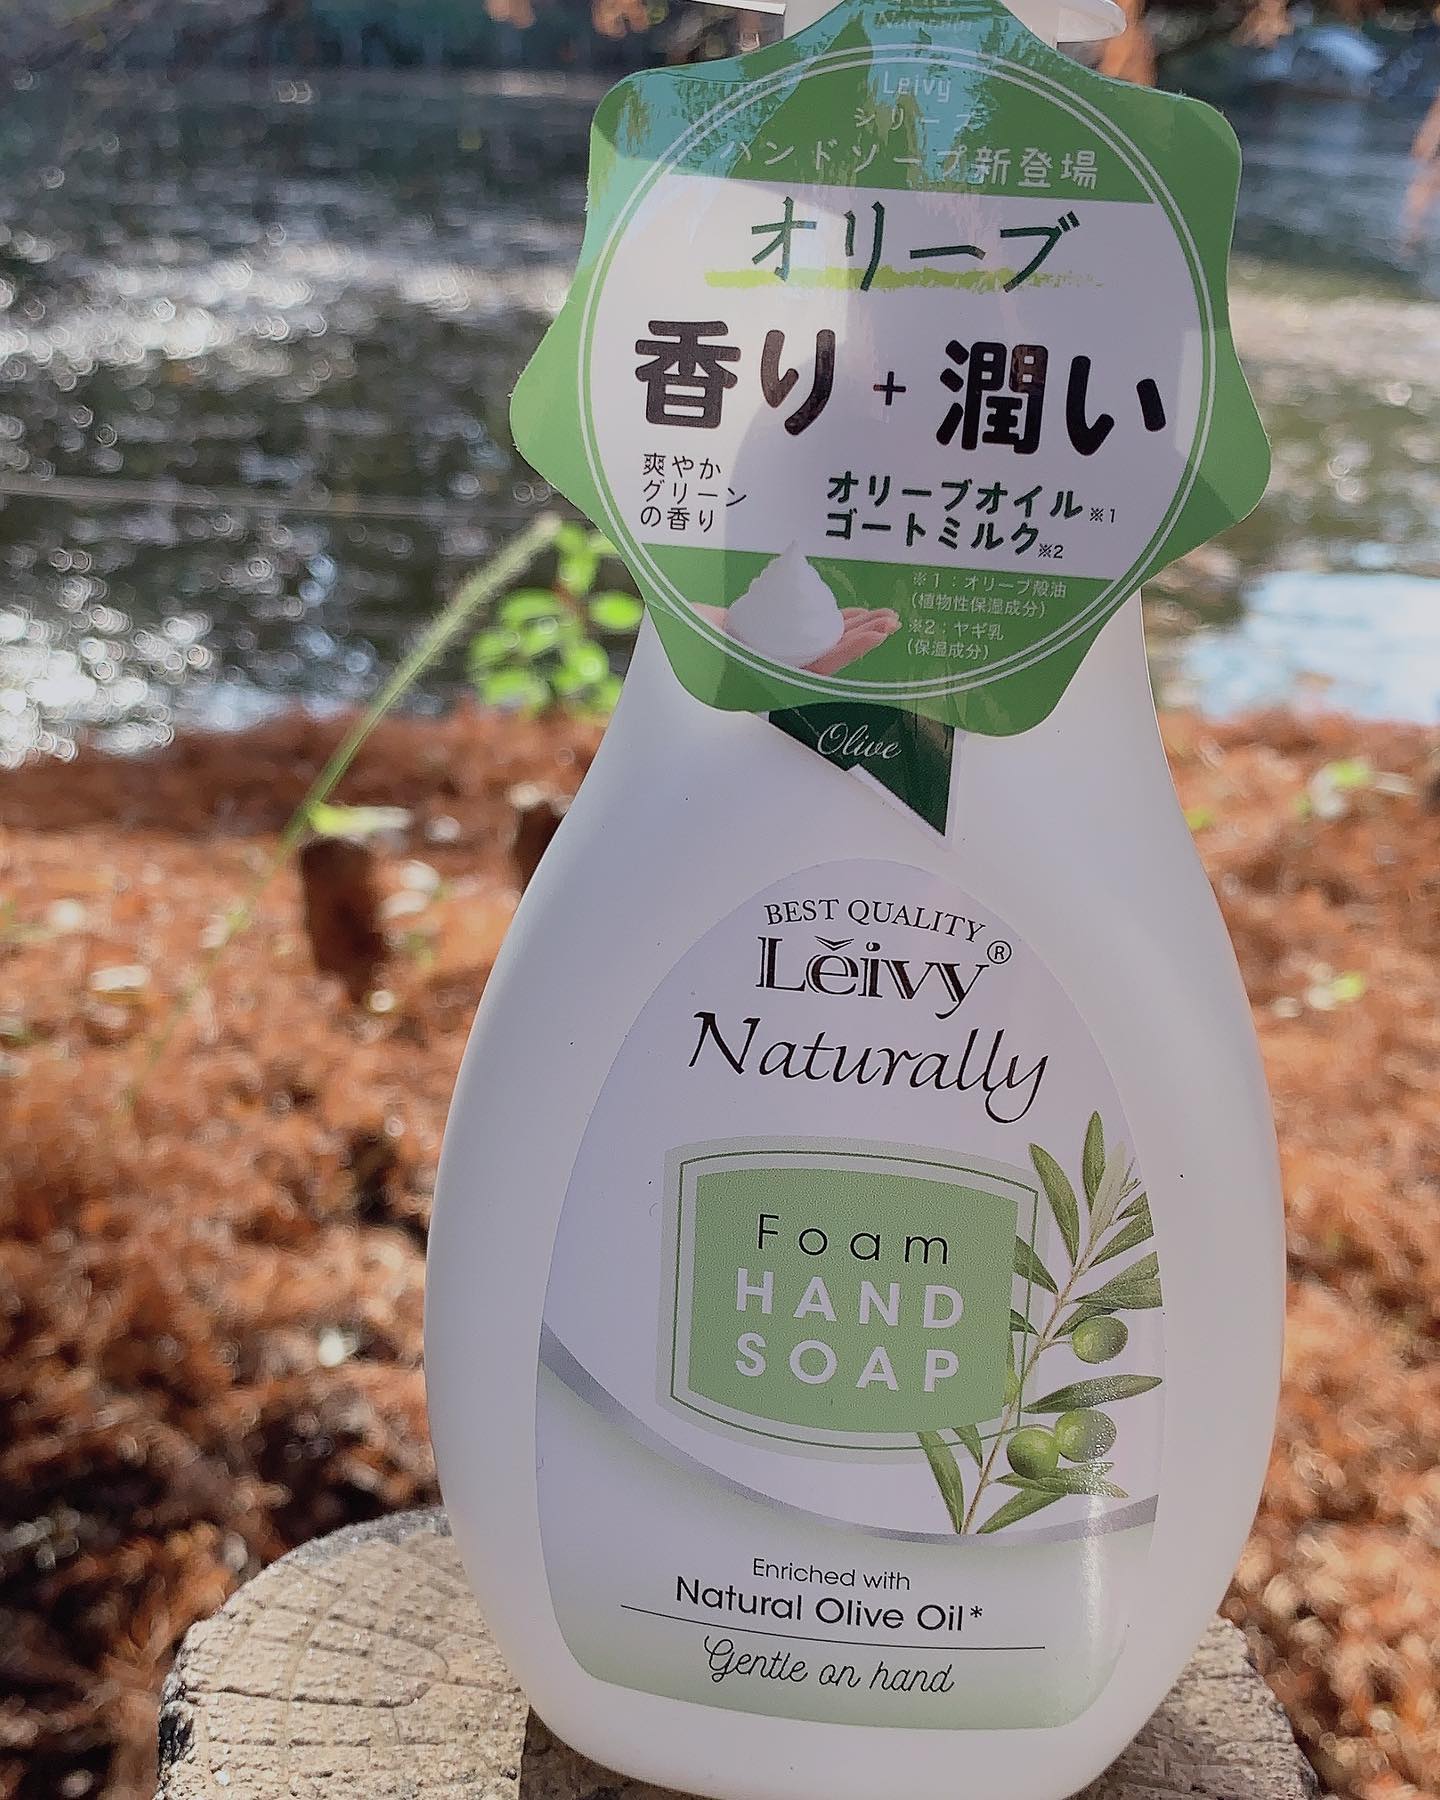 Naturally
Leivy
シリーズ
ハンドソープ新登場
オリーブ
香り + 潤い
爽やか
グリーン
の香り
オリーブオイル※1
ゴートミルク※2
※1：オリーブ殻油
(植物性保湿成分)
※2：ヤギ乳
(保湿成分)
Olive
BEST QUALITY
Lěivy®
Naturally
Foam
HAND
SOAP
Enriched with
Natural Olive Oil*
Gentle on hand